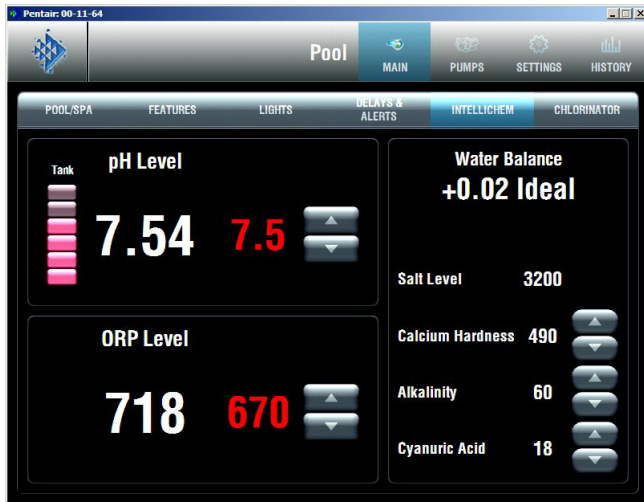 Pentair: 00-11-64
Pool
MAIN
PUMPS
SETTINGS
HISTORY
POOL/SPA
FEATURES
LIGHTS
DELAYS &
ALERTS
INTELLICHEM
CHLORINATOR
Tank
pH Level
7.54
7.5
ORP Level
718
670
Water Balance
+0.02 Ideal
Salt Level 3200
Calcium Hardness 490
Alkalinity 60
Cyanuric Acid 18